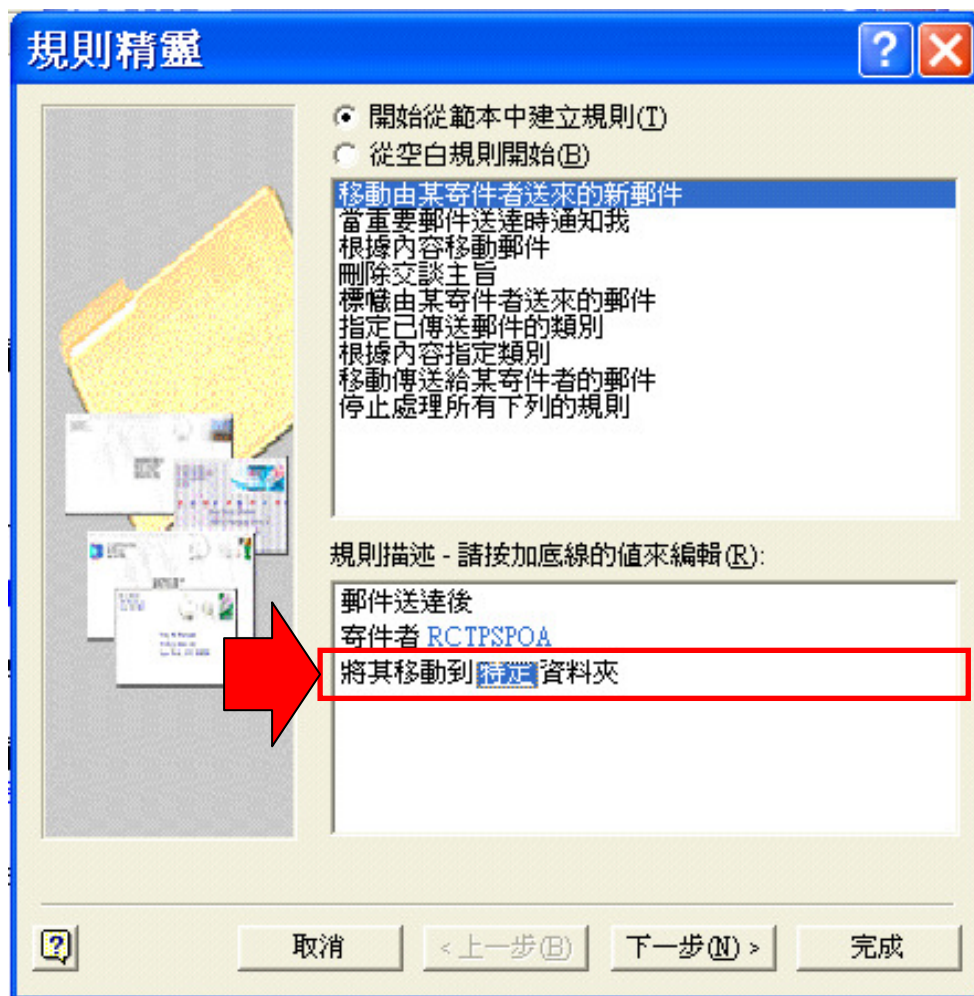 規則精靈
開始從範本中建立規則(T)
從空白規則開始(B)
移動由某寄件者送來的新郵件
當重要郵件送達時通知我
根據內容移動郵件
刪除交談主旨
標幟由某寄件者送來的郵件
指定已傳送郵件的類別
根據內容指定類別
移動傳送給某寄件者的郵件
停止處理所有下列的規則
規則描述 - 請按加底線的值來編輯(R):
郵件送達後
寄件者 RCTPSPOA
將其移動到 特定 資料夾
取消
< 上一步(B)
下一步(N) >
完成